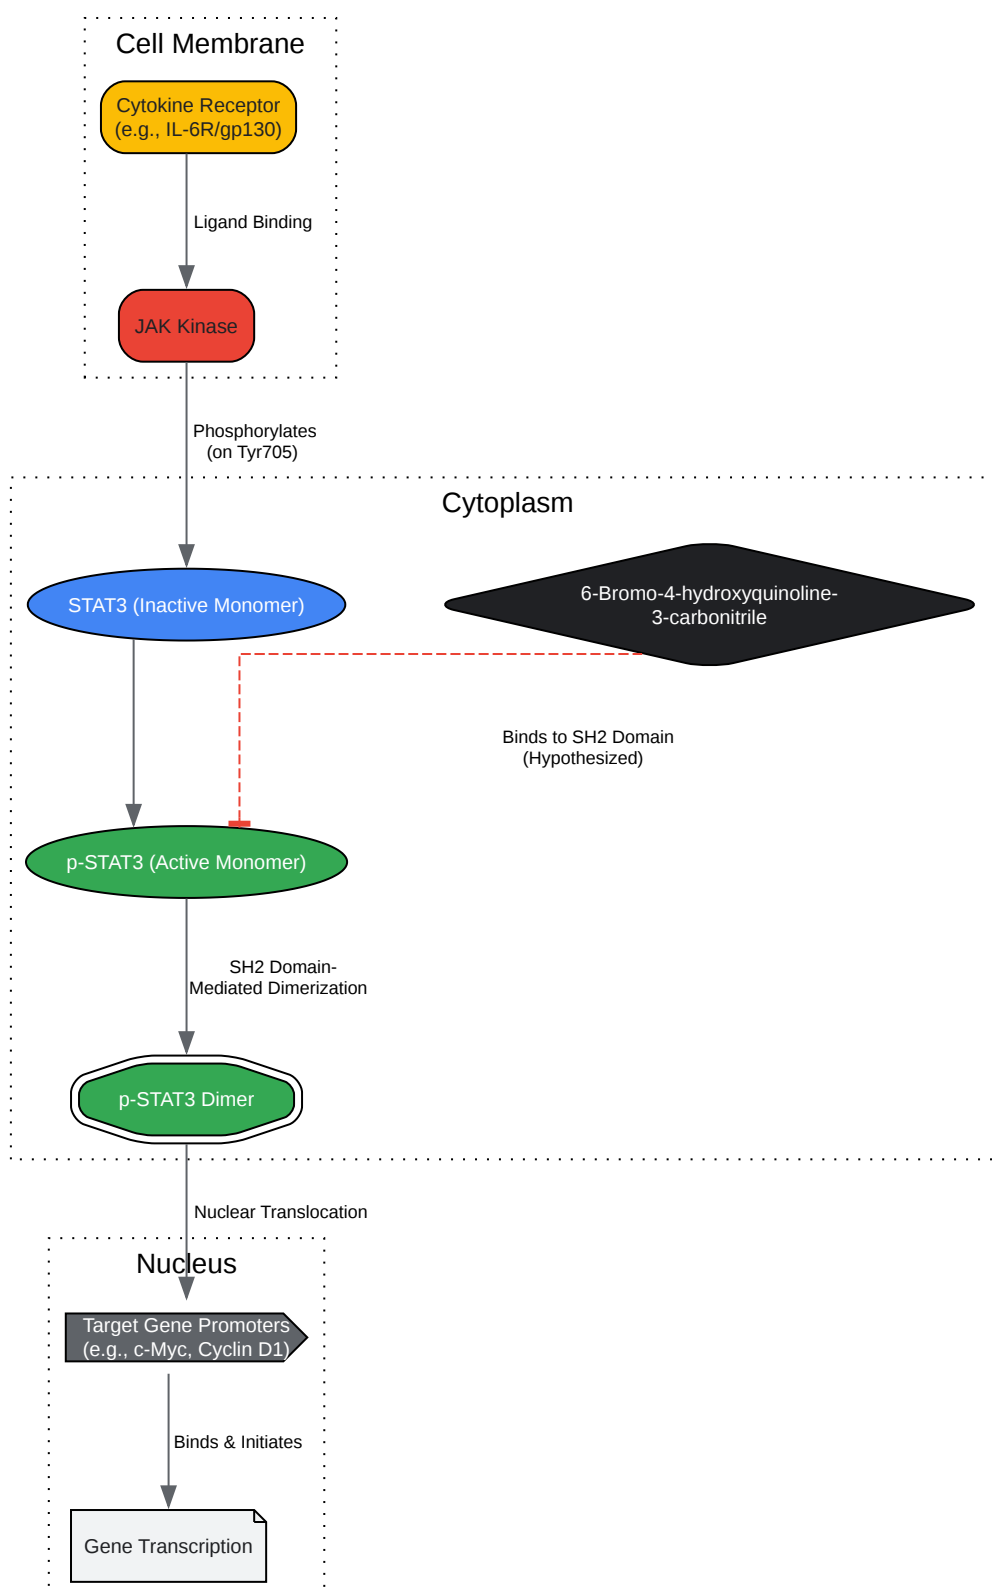 Cell Membrane
Cytokine Receptor
(e.g., IL-6R/gp130)
Ligand Binding
JAK Kinase
Phosphorylates
(on Tyr705)
Cytoplasm
STAT3 (Inactive Monomer)
6-Bromo-4-hydroxyquinoline-
3-carbonitrile
Binds to SH2 Domain
(Hypothesized)
p-STAT3 (Active Monomer)
SH2 Domain-
Mediated Dimerization
p-STAT3 Dimer
Nuclear Translocation
Nucleus
Target Gene Promoters
(e.g., c-Myc, Cyclin D1)
Binds & Initiates
Gene Transcription